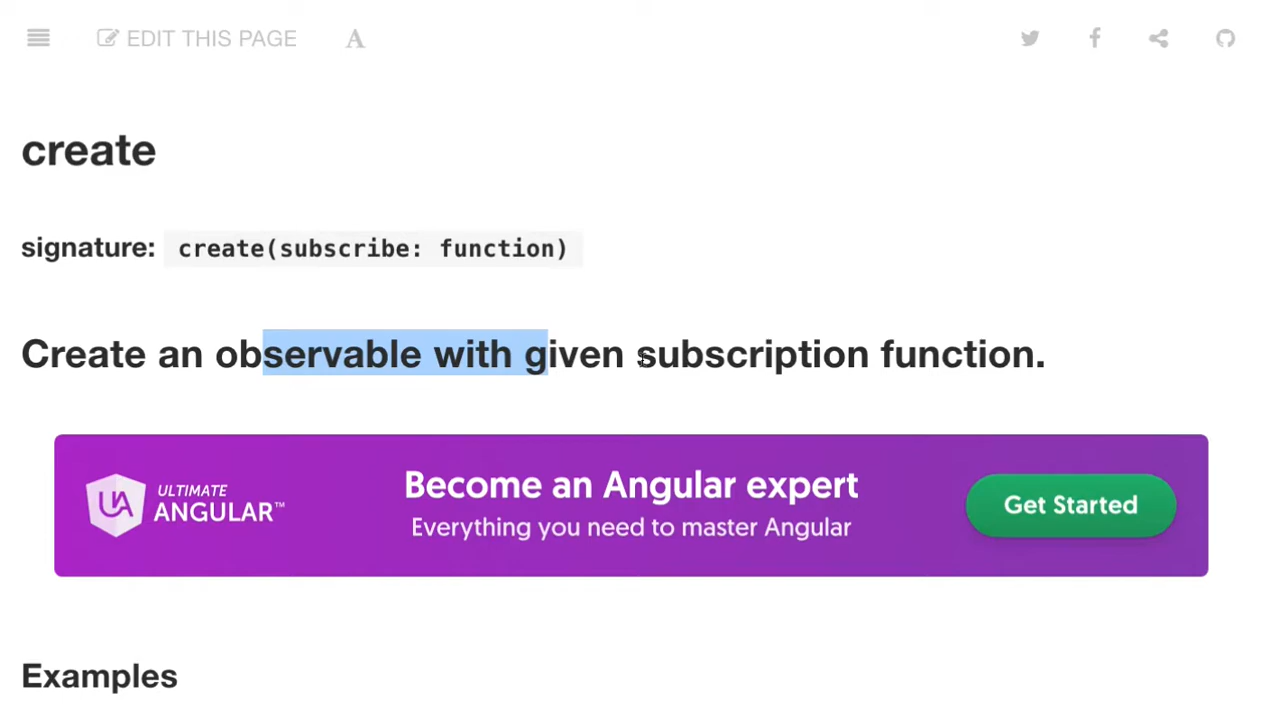 EDIT THIS PAGE
A
create
signature: create(subscribe: function)
Create an observable with given subscription function.
UA
ULTIMATE
ANGULAR™
Become an Angular expert
Everything you need to master Angular
Get Started
Examples